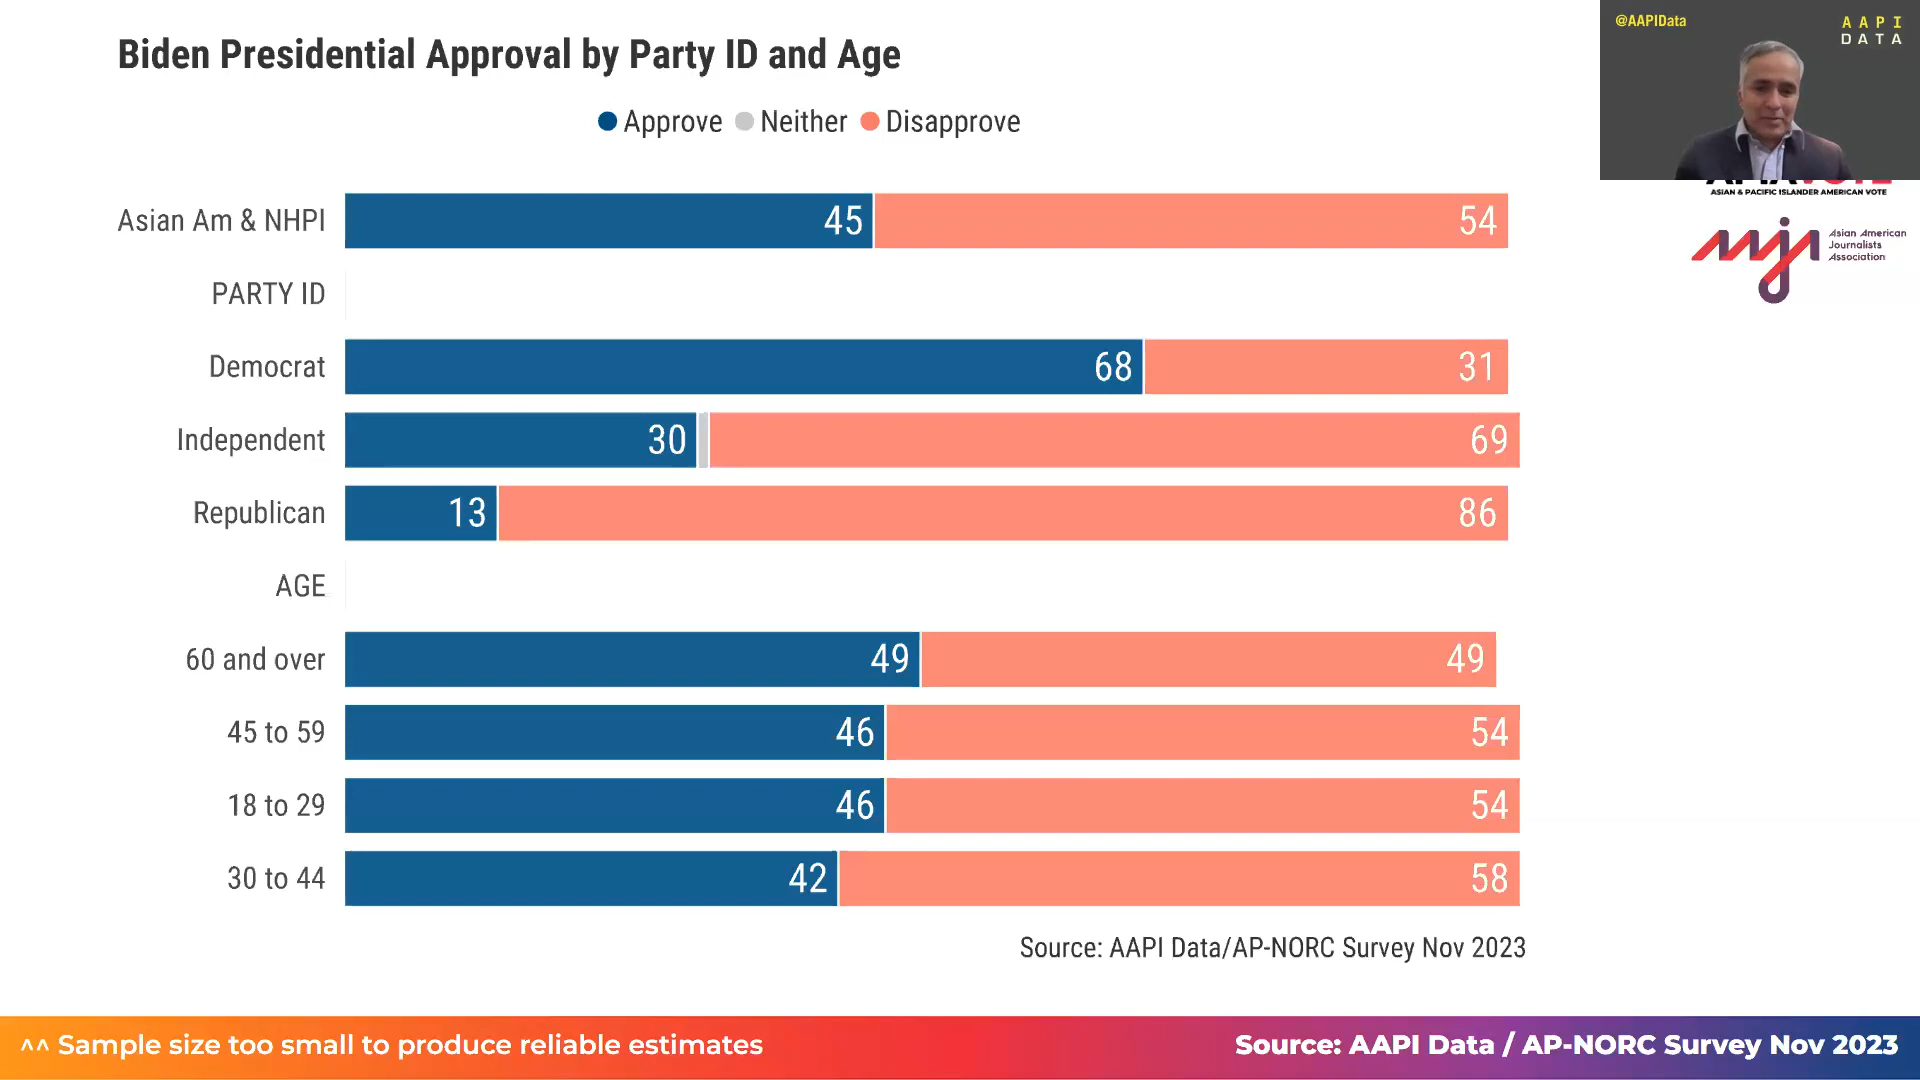 Biden Presidential Approval by Party ID and Age
Approve Neither Disapprove
@AAPIData
AAPI
DATA
ASIAN & PACIFIC ISLANDER AMERICAN VOTE
Asian American
Journalists
Association
Asian Am & NHPI 45 54
PARTY ID
Democrat 68 31
Independent 30 69
Republican 13 86
AGE
60 and over 49 49
45 to 59 46 54
18 to 29 46 54
30 to 44 42 58
Source: AAPI Data/AP-NORC Survey Nov 2023
^^ Sample size too small to produce reliable estimates
Source: AAPI Data / AP-NORC Survey Nov 2023